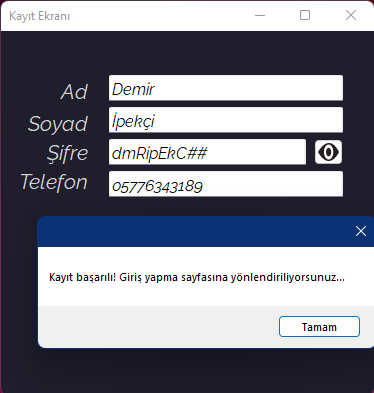 Kayıt Ekranı
Ad Demir
Soyad İpekçi
Şifre dmRipEkC##
Telefon 05776343189
Kayıt başarılı! Giriş yapma sayfasına yönlendiriliyorsunuz...
Tamam